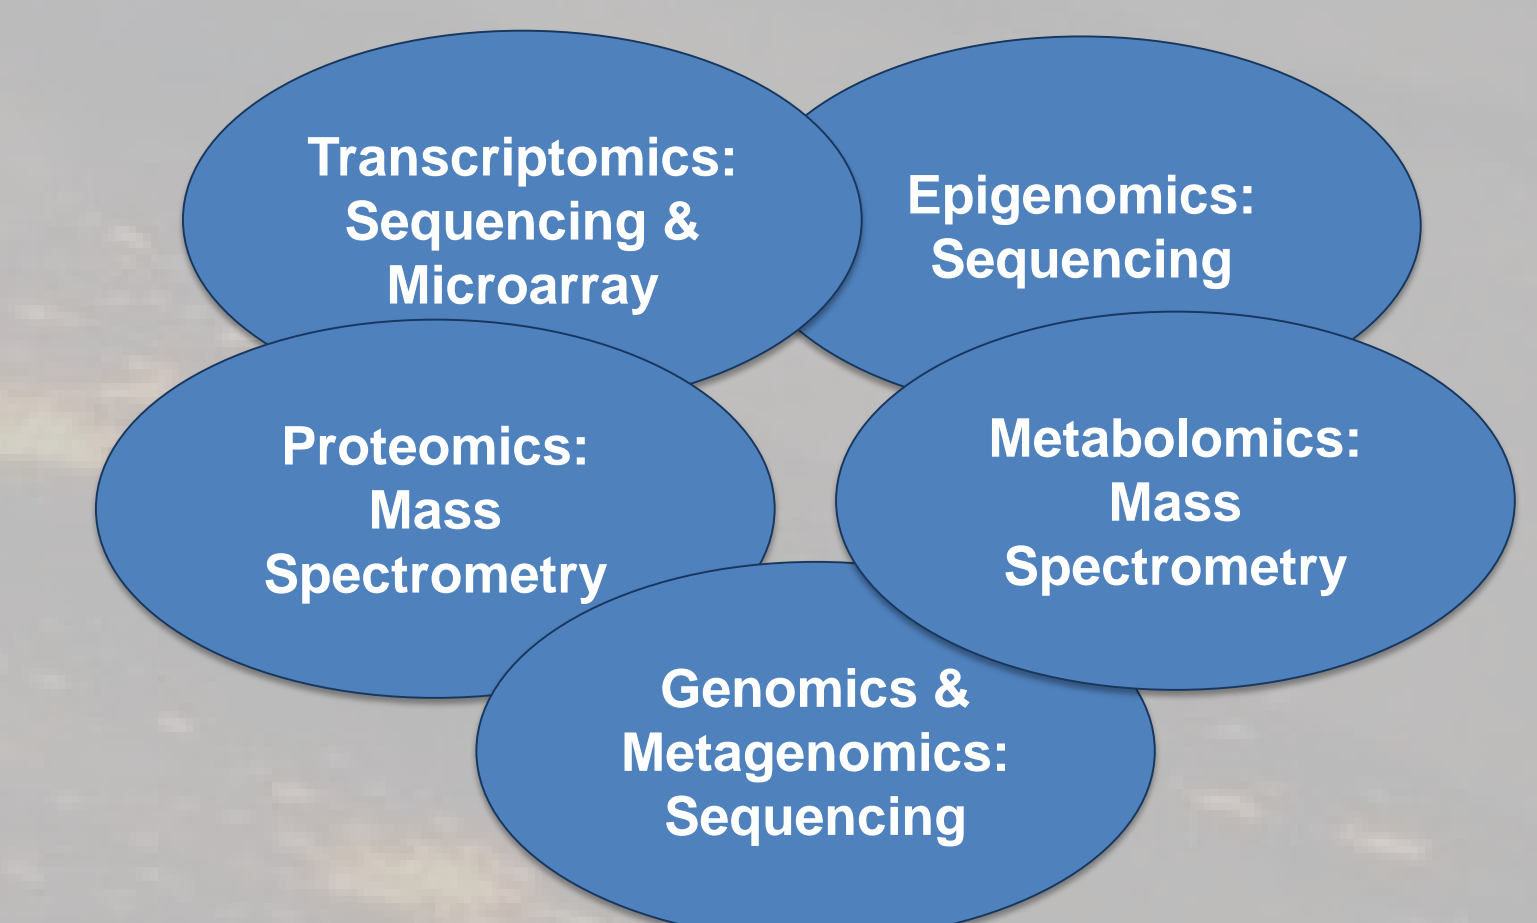 Transcriptomics:
Sequencing &
Microarray
Epigenomics:
Sequencing
Proteomics:
Mass
Spectrometry
Metabolomics:
Mass
Spectrometry
Genomics &
Metagenomics:
Sequencing